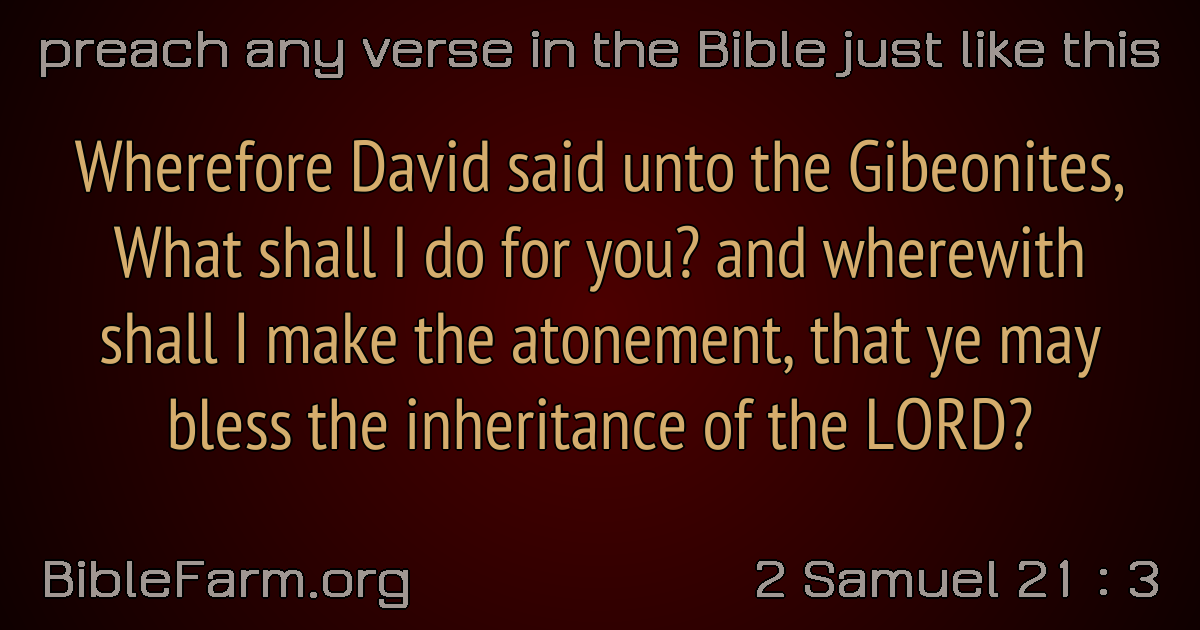 preach any verse in the Bible just like this
Wherefore David said unto the Gibeonites,
What shall I do for you? and wherewith
shall I make the atonement, that ye may
bless the inheritance of the LORD?
BibleFarm.org
2 Samuel 21 : 3